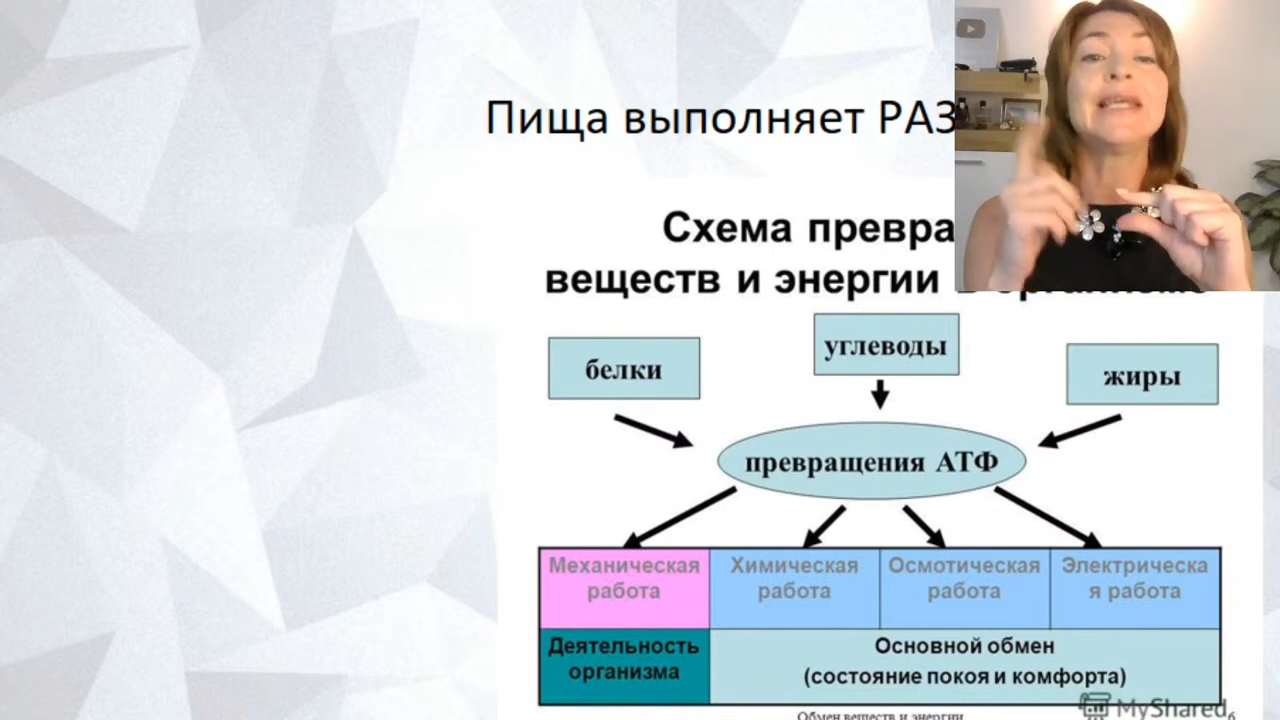 Пища выполняет РАЗ
Схема превра
веществ и энергии
белки
углеводы
жиры
превращения АТФ
Механическая
работа
Химическая
работа
Осмотическая
работа
Электрическа
я работа
Деятельность
организма
Основной обмен
(состояние покоя и комфорта)
Обмен веществ и энергии
MyShared
6